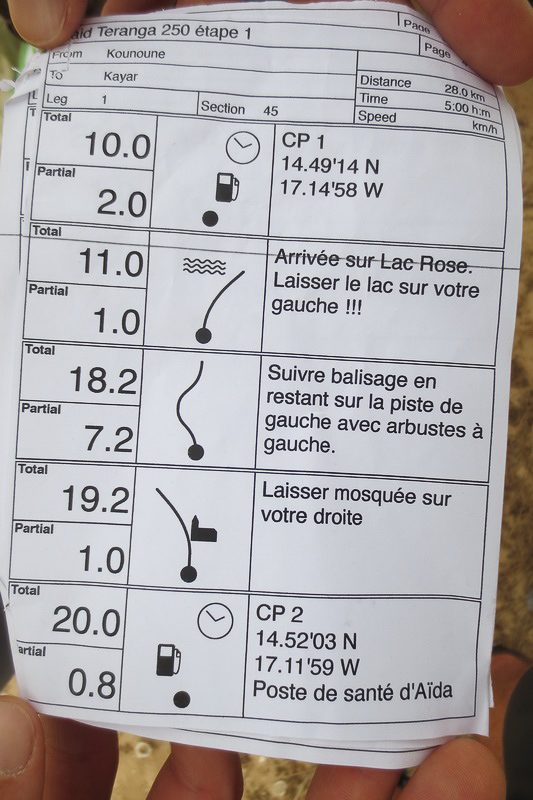 aid Teranga 250 étape 1
Page
Page
From Kounoune
To Kayar
Distance 28.0 km
Time 5:00 h:m
Speed km/h
Leg 1 Section 45
Total
10.0
Partial
2.0
CP 1
14.49'14 N
17.14'58 W
Total
11.0
Partial
1.0
Arrivée sur Lac Rose.
Laisser le lac sur votre
gauche !!!
Total
18.2
Partial
7.2
Suivre balisage en
restant sur la piste de
gauche avec arbustes à
gauche.
Total
19.2
Partial
1.0
Laisser mosquée sur
votre droite
Total
20.0
artial
0.8
CP 2
14.52'03 N
17.11'59 W
Poste de santé d'Aïda